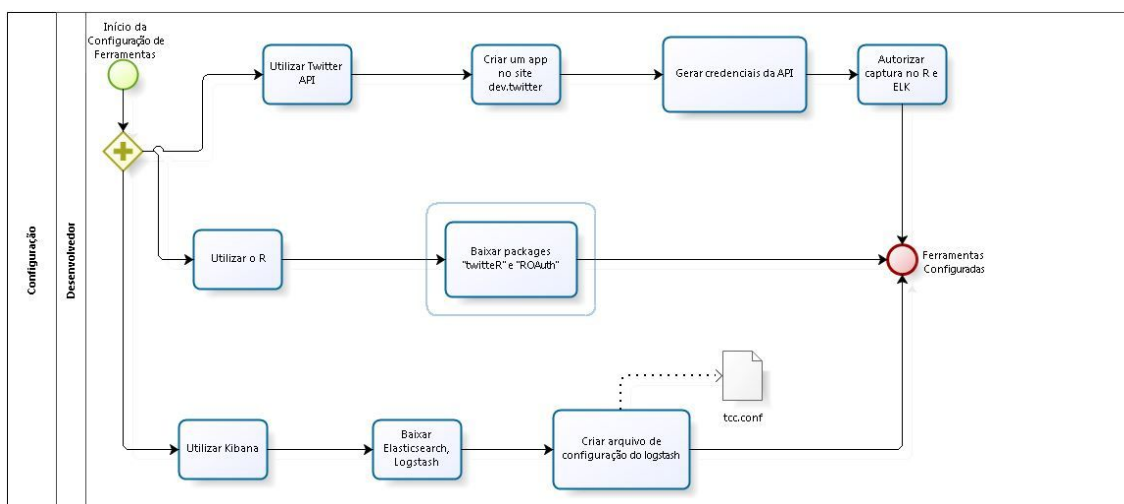 Configuração
Desenvolvedor
Início da
Configuração de
Ferramentas
Utilizar Twitter
API
Criar um app
no site
dev.twitter
Gerar credenciais da API
Autorizar
captura no R e
ELK
Utilizar o R
Baixar packages
"twitteR" e "ROAuth"
Ferramentas
Configuradas
Utilizar Kibana
Baixar
Elasticsearch,
Logstash
Criar arquivo de
configuração do logstash
tcc.conf